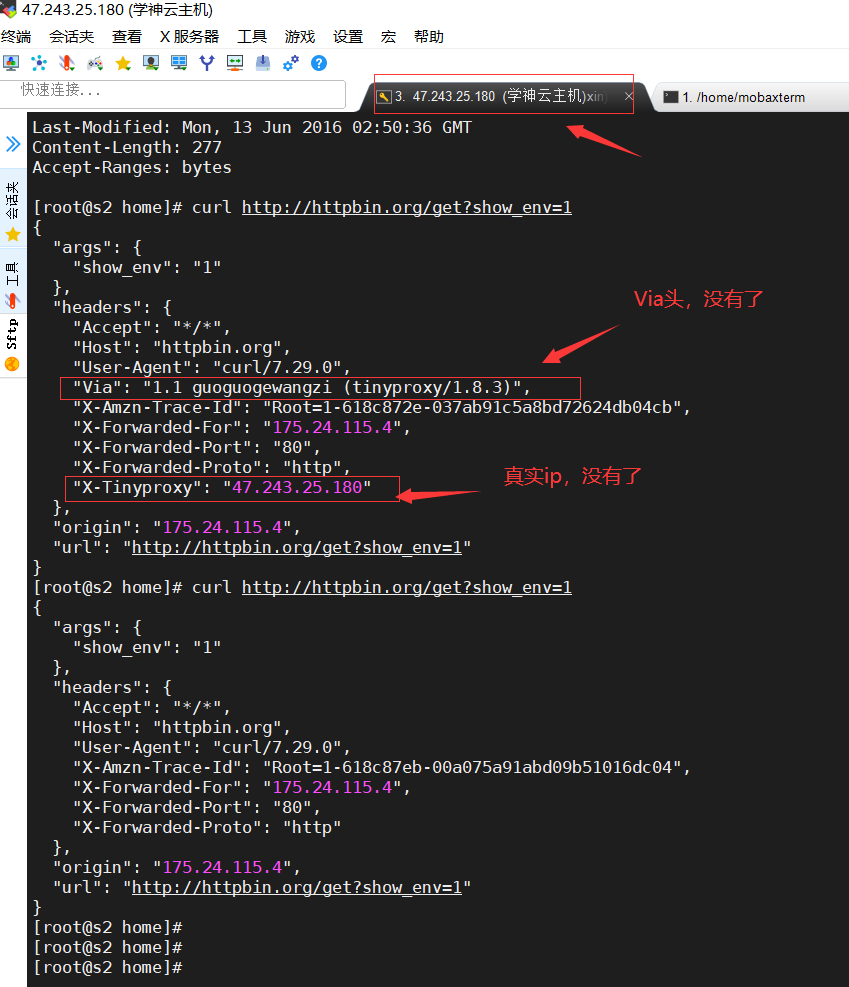 47.243.25.180 (学神云主机)
终端 会话夹 查看 X 服务器 工具 游戏 设置 宏 帮助
快速连接...
3. 47.243.25.180 (学神云主机)xin
1. /home/mobaxterm
会话夹
工具
Sftp
Last-Modified: Mon, 13 Jun 2016 02:50:36 GMT
Content-Length: 277
Accept-Ranges: bytes
[root@s2 home]# curl http://httpbin.org/get?show_env=1
{
"args": {
"show_env": "1"
},
"headers": {
"Accept": "*/*",
"Host": "httpbin.org",
"User-Agent": "curl/7.29.0",
Via头，没有了
"Via": "1.1 guoguogewangzi (tinyproxy/1.8.3)",
"X-Amzn-Trace-Id": "Root=1-618c872e-037ab91c5a8bd72624db04cb",
"X-Forwarded-For": "175.24.115.4",
"X-Forwarded-Port": "80",
"X-Forwarded-Proto": "http",
真实ip，没有了
"X-Tinyproxy": "47.243.25.180"
},
"origin": "175.24.115.4",
"url": "http://httpbin.org/get?show_env=1"
}
[root@s2 home]# curl http://httpbin.org/get?show_env=1
{
"args": {
"show_env": "1"
},
"headers": {
"Accept": "*/*",
"Host": "httpbin.org",
"User-Agent": "curl/7.29.0",
"X-Amzn-Trace-Id": "Root=1-618c87eb-00a075a91abd09b51016dc04",
"X-Forwarded-For": "175.24.115.4",
"X-Forwarded-Port": "80",
"X-Forwarded-Proto": "http"
},
"origin": "175.24.115.4",
"url": "http://httpbin.org/get?show_env=1"
}
[root@s2 home]#
[root@s2 home]#
[root@s2 home]#